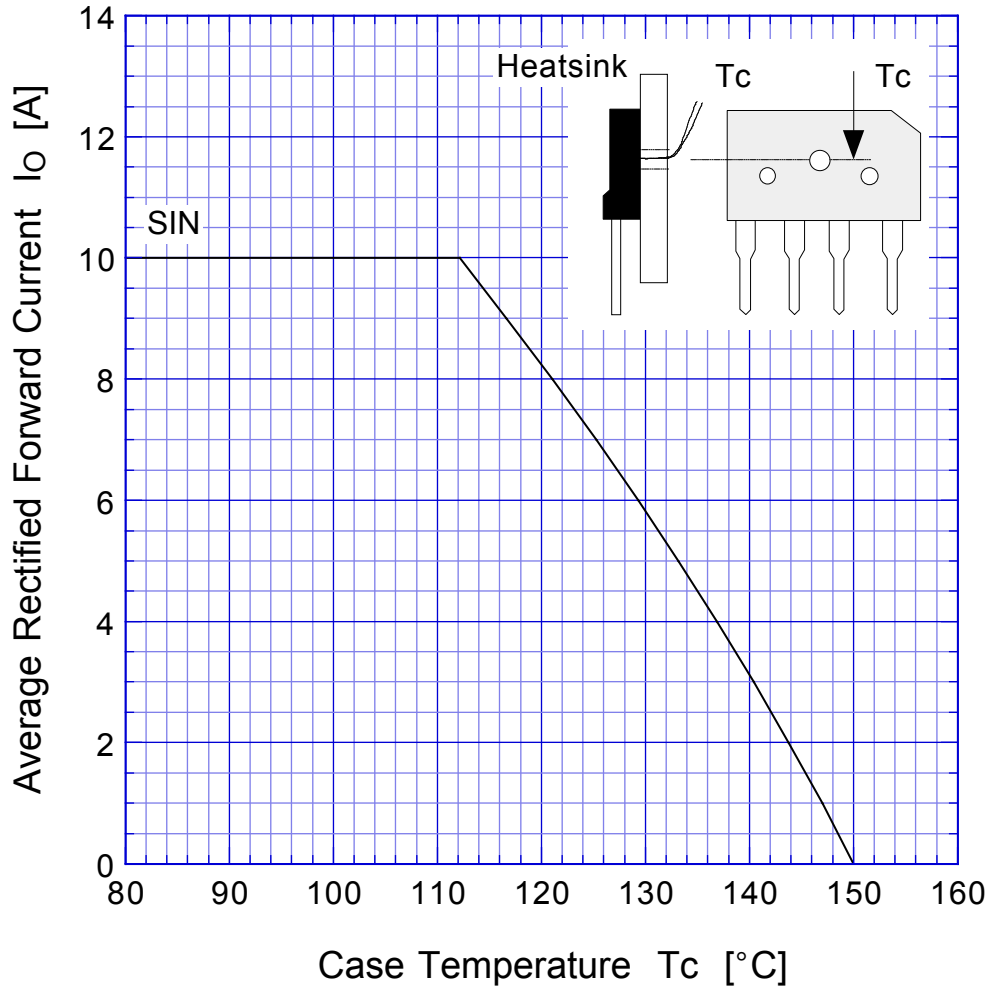 Average Rectified Forward Current IO [A]
14
12
10
8
6
4
2
0
SIN
Heatsink
Tc
Tc
80 90 100 110 120 130 140 150 160
Case Temperature Tc [°C]